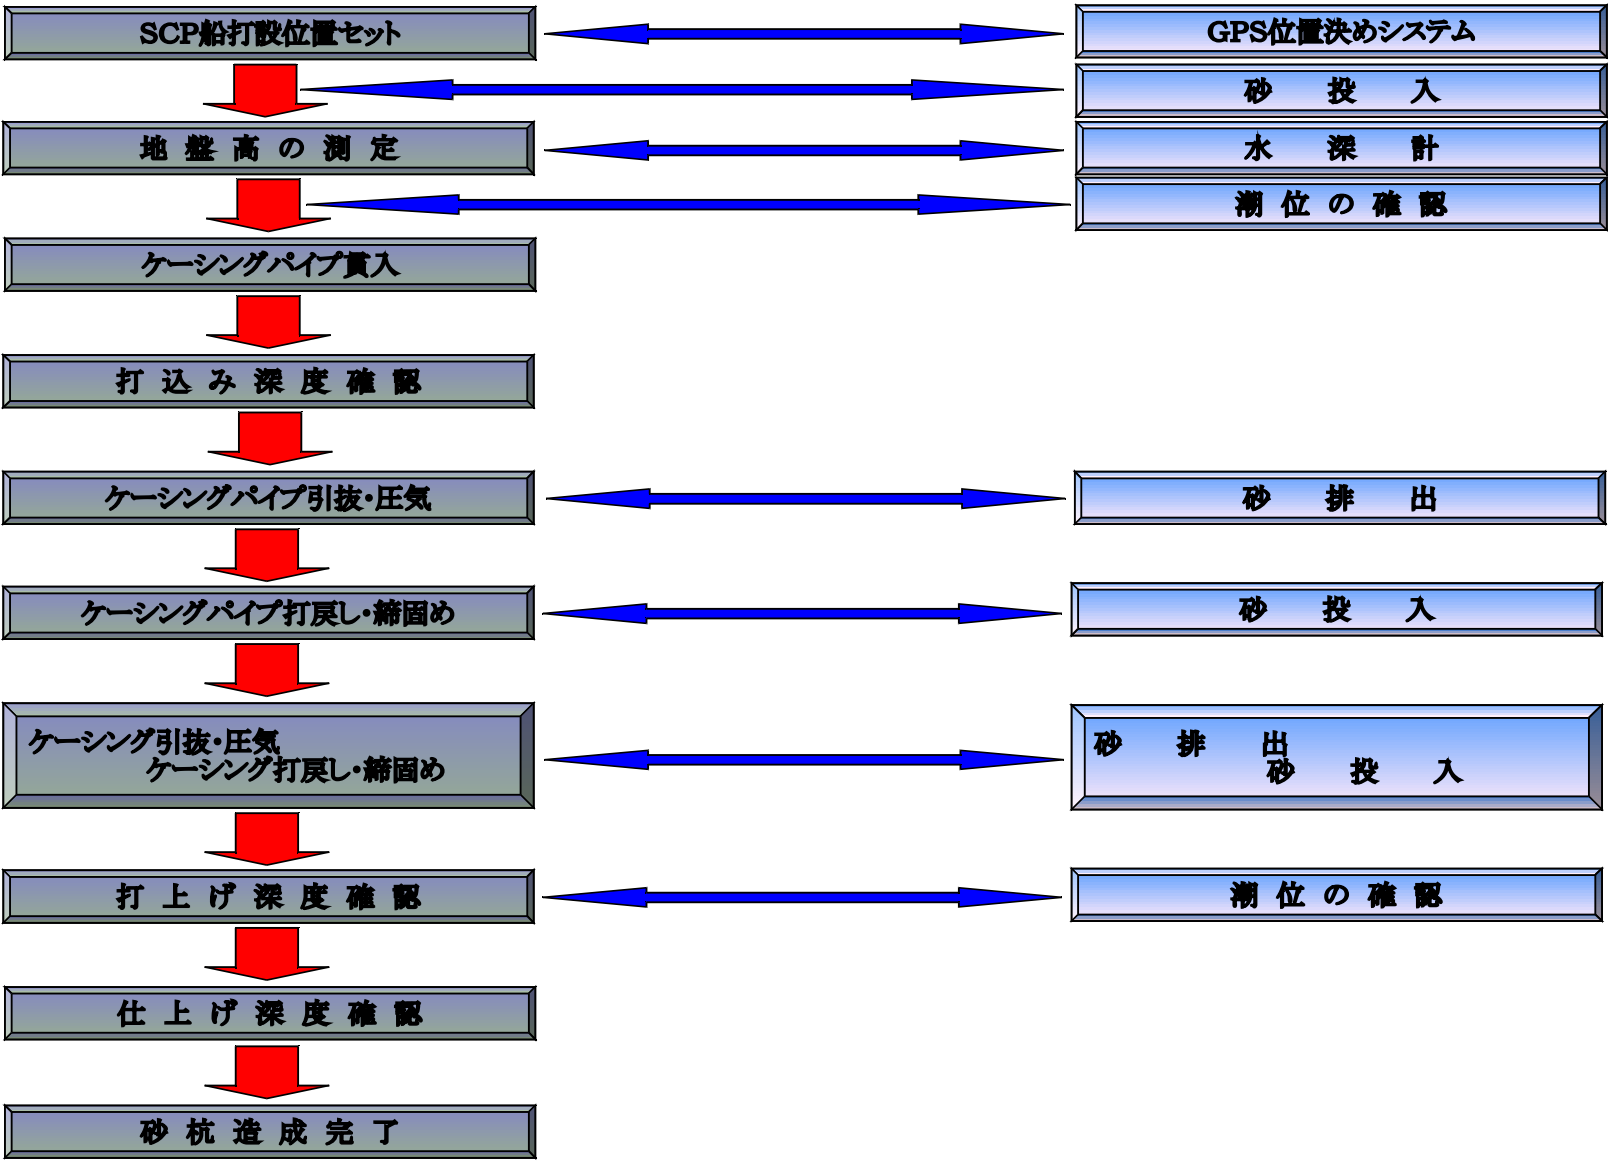 SCP船打設位置セット
GPS位置決めシステム
砂 投 入
地 盤 高 の 測 定
水 深 計
潮 位 の 確 認
ケーシングパイプ貫入
打 込 み 深 度 確 認
ケーシングパイプ引抜・圧気
砂 排 出
ケーシングパイプ打戻し・締固め
砂 投 入
ケーシング引抜・圧気
ケーシング打戻し・締固め
砂 排 出
砂 投 入
打 上 げ 深 度 確 認
潮 位 の 確 認
仕 上 げ 深 度 確 認
砂 杭 造 成 完 了